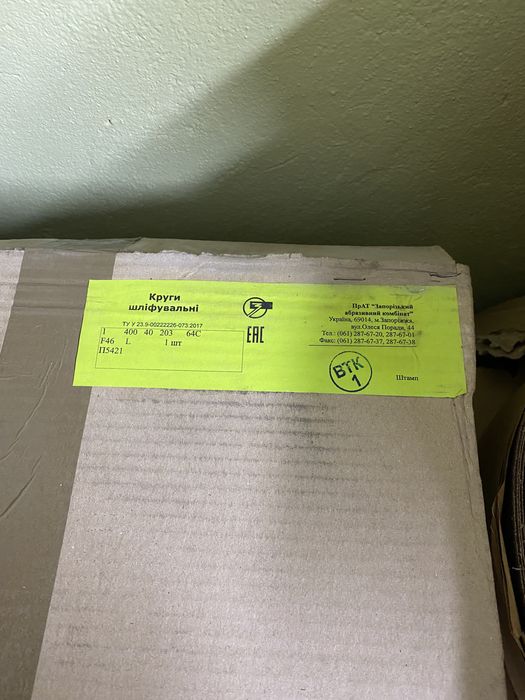 Круги
шліфувальні
ТУ У 23.9-00222226-073:2017
1 400 40 203 64С
F46 L 1 шт
П5421
ЕАС
ПрАТ "Запорізький
абразивний комбінат"
Україна, 69014, м.Запоріжжя,
вул.Олеся Поради, 44
Тел.: (061) 287-67-20, 287-67-01
Факс: (061) 287-67-37, 287-67-38
ВТК
1
Штамп